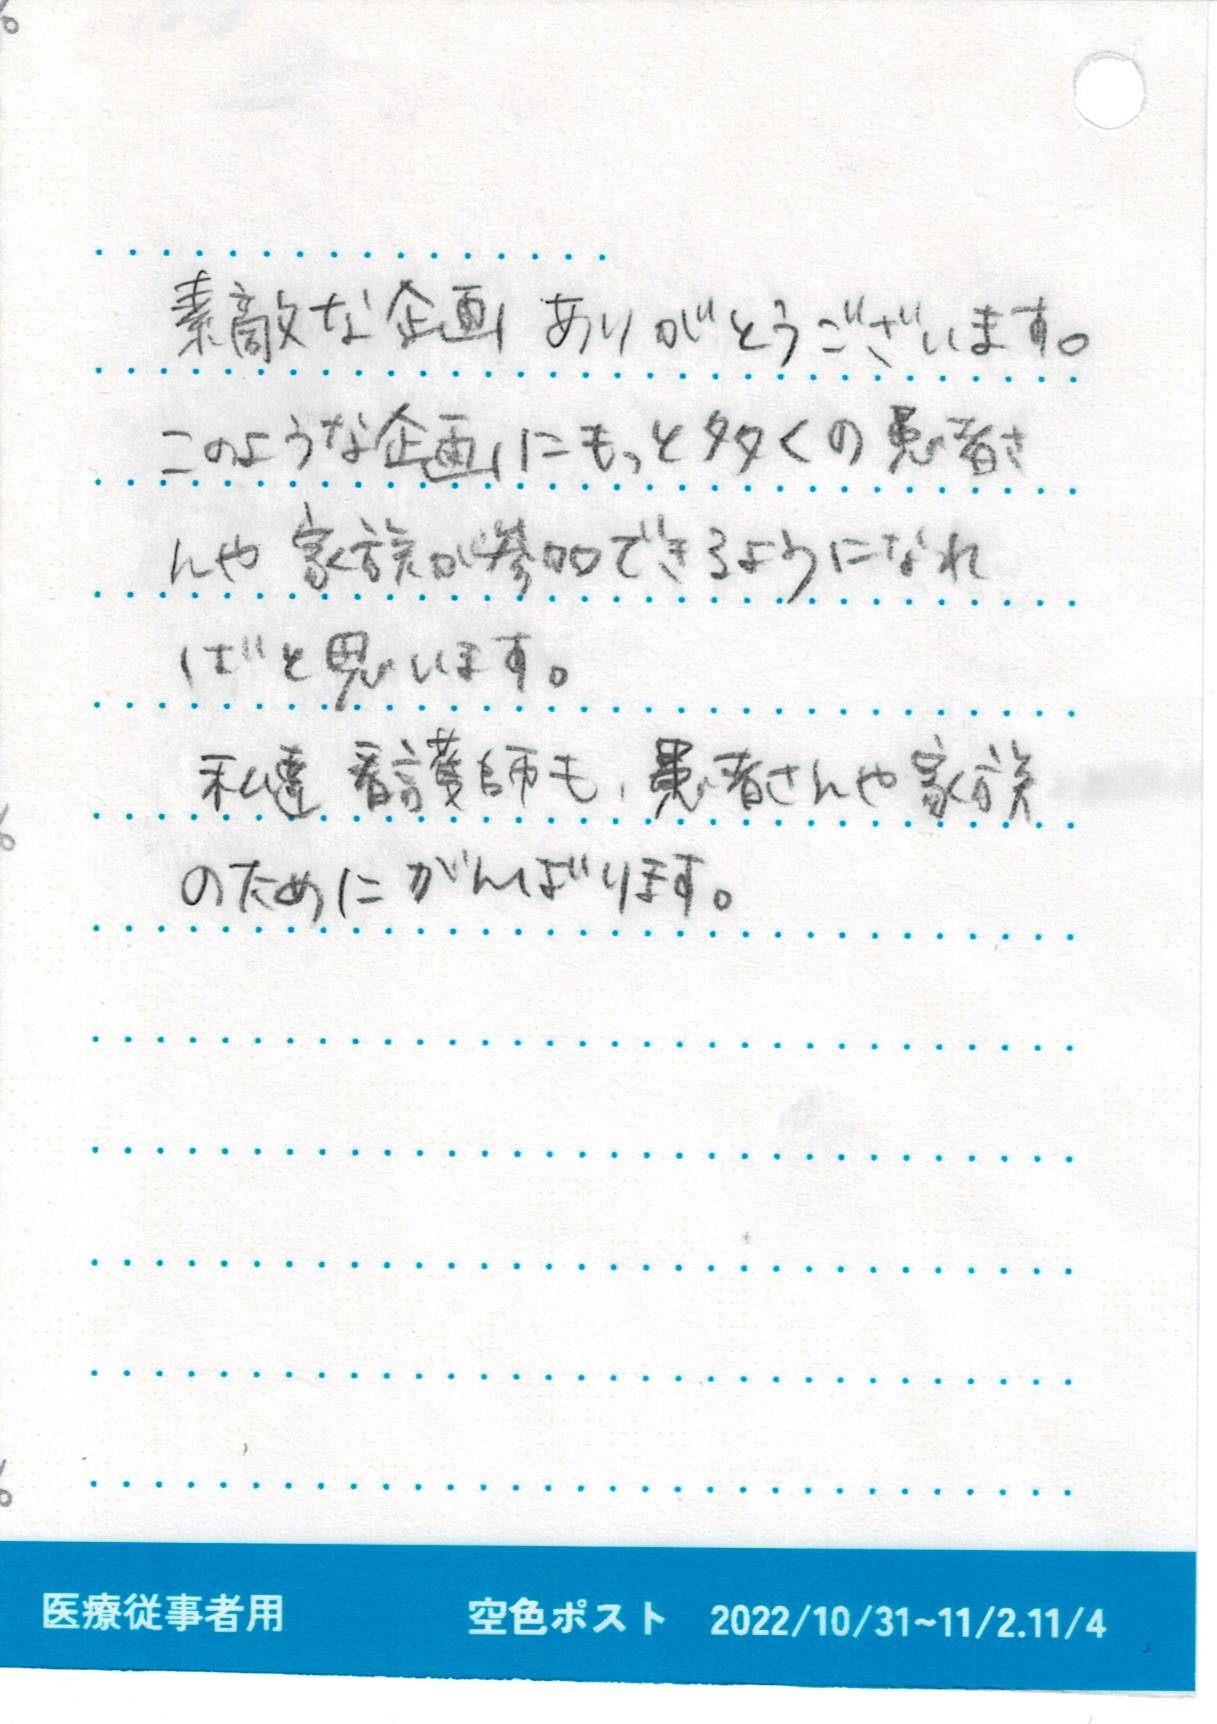 素敵な企画 ありがとうございます。
このような企画にもっと多くの患者さ
んや 家族が参加できるようになれ
ばと思います。
私達 看護師も、患者さんや家族
のためにがんばります。
医療従事者用 空色ポスト 2022/10/31~11/2.11/4